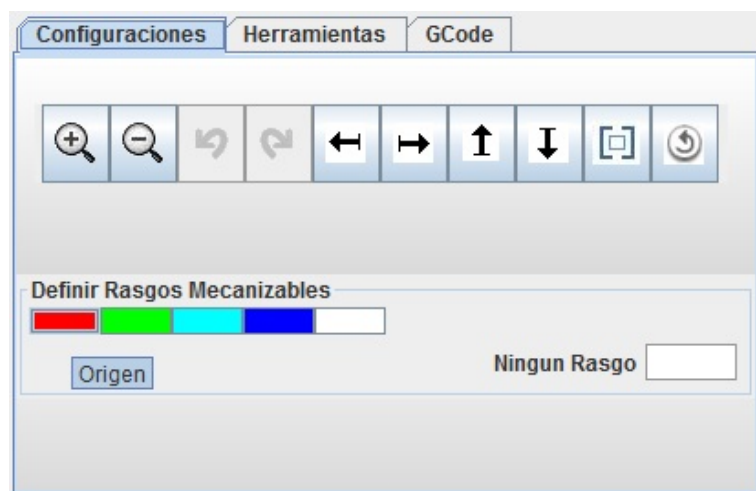 Configuraciones Herramientas GCode
Definir Rasgos Mecanizables
Origen
Ningun Rasgo